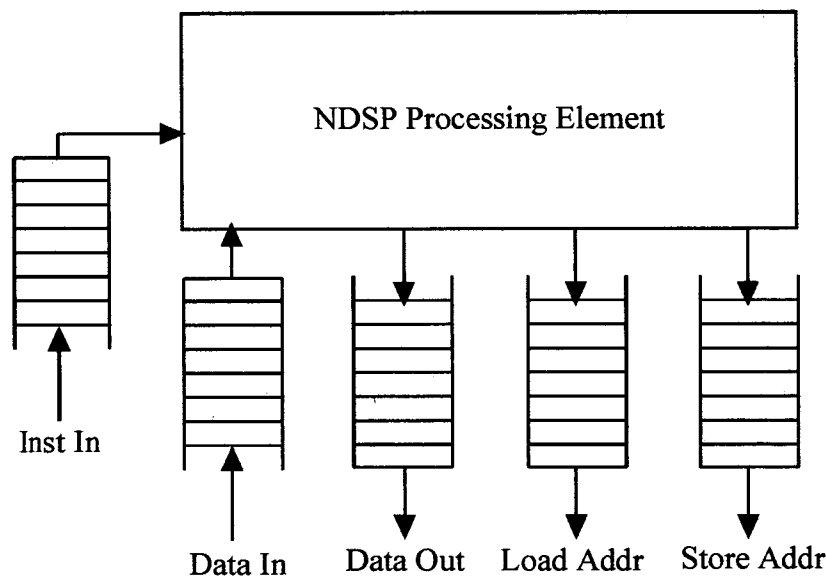 NDSP Processing Element
Inst In
Data In
Data Out
Load Addr
Store Addr